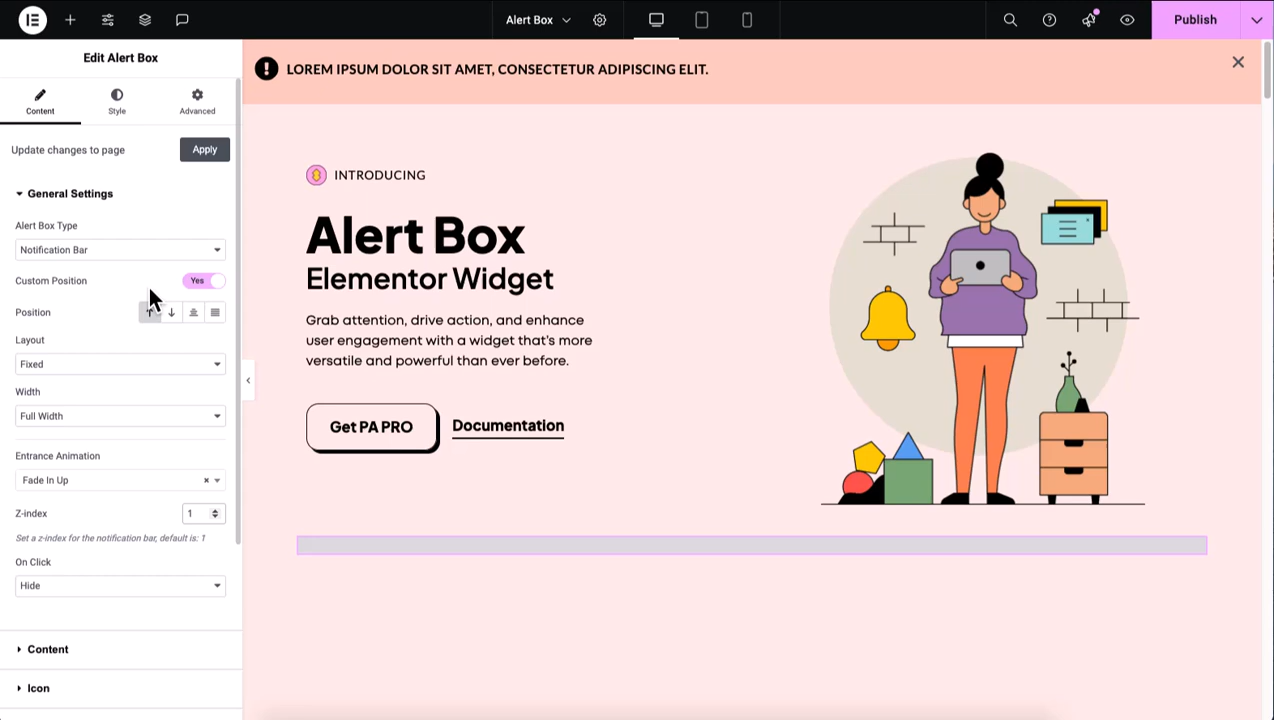 Alert Box
Publish
Edit Alert Box
Content
Style
Advanced
Update changes to page
Apply
General Settings
Alert Box Type
Notification Bar
Custom Position
Yes
Position
Layout
Fixed
Width
Full Width
Entrance Animation
Fade In Up
Z-index
1
Set a z-index for the notification bar, default is: 1
On Click
Hide
Content
Icon
LOREM IPSUM DOLOR SIT AMET, CONSECTETUR ADIPISCING ELIT.
INTRODUCING
Alert Box
Elementor Widget
Grab attention, drive action, and enhance
user engagement with a widget that's more
versatile and powerful than ever before.
Get PA PRO
Documentation